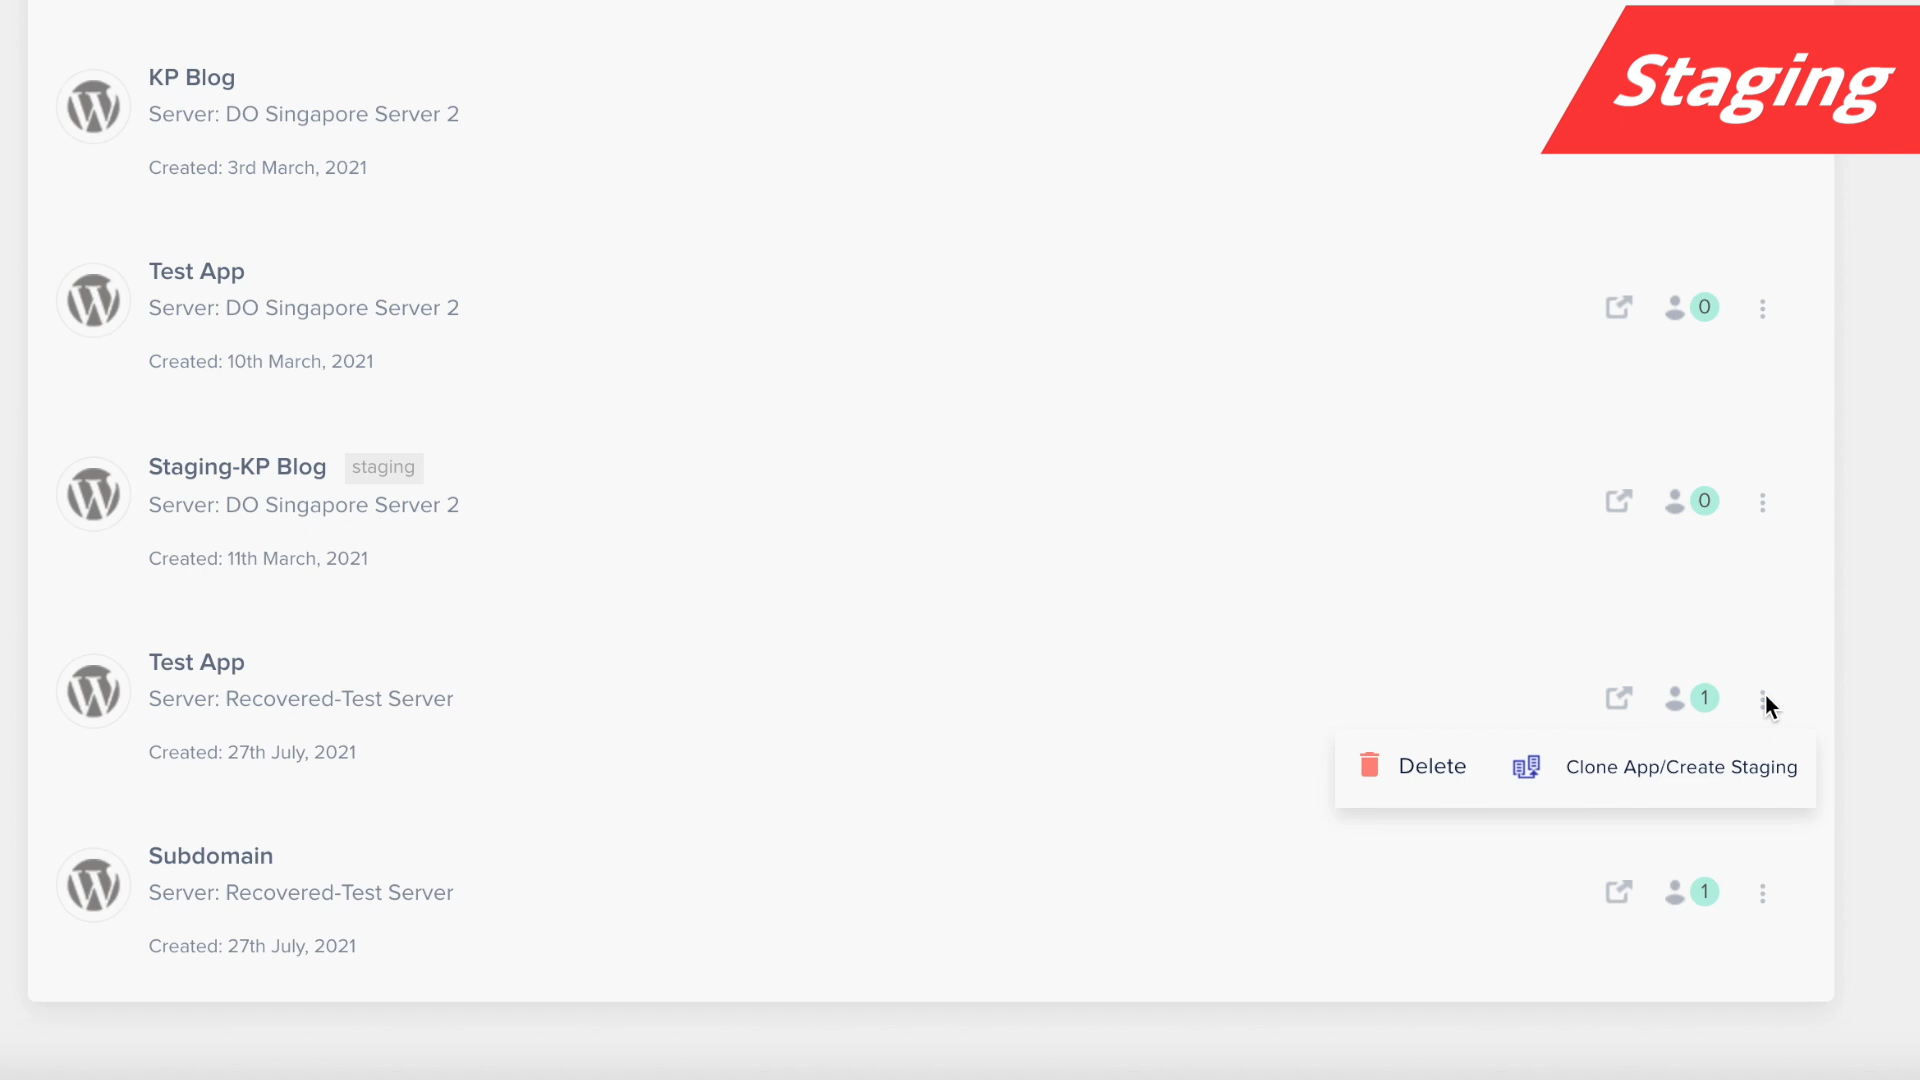 Staging
KP Blog
Server: DO Singapore Server 2
Created: 3rd March, 2021
Test App
Server: DO Singapore Server 2
0
Created: 10th March, 2021
Staging-KP Blog staging
Server: DO Singapore Server 2
0
Created: 11th March, 2021
Test App
Server: Recovered-Test Server
1
Created: 27th July, 2021
Delete Clone App/Create Staging
Subdomain
Server: Recovered-Test Server
1
Created: 27th July, 2021